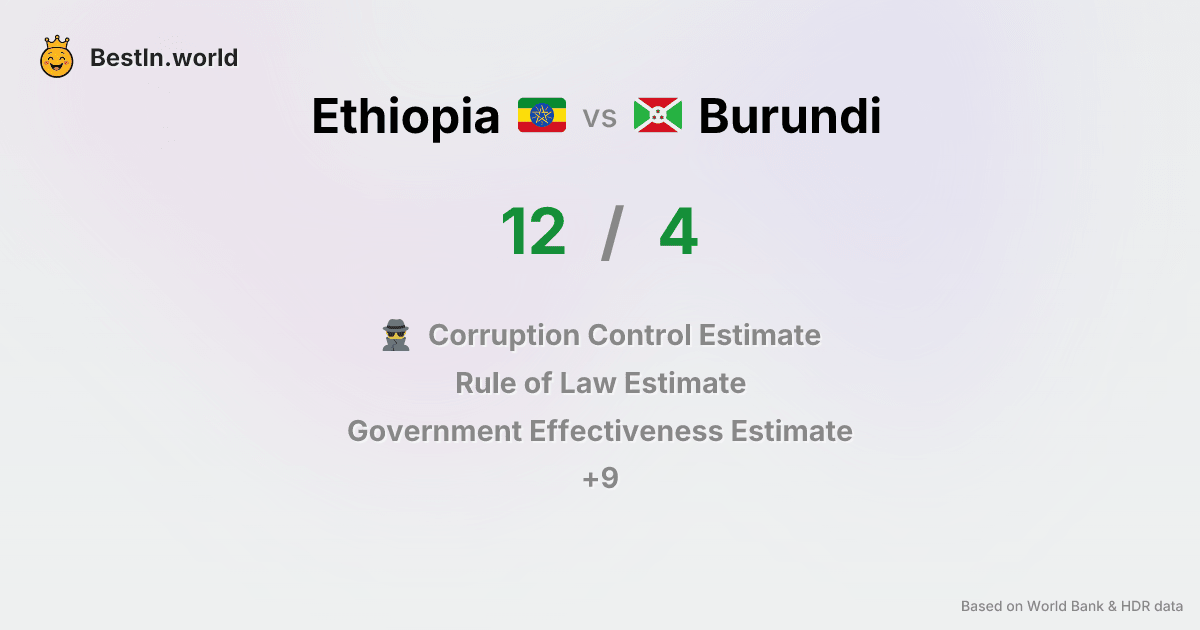 BestIn.world
Ethiopia vs Burundi
12 / 4
Corruption Control Estimate
Rule of Law Estimate
Government Effectiveness Estimate
+9
Based on World Bank & HDR data